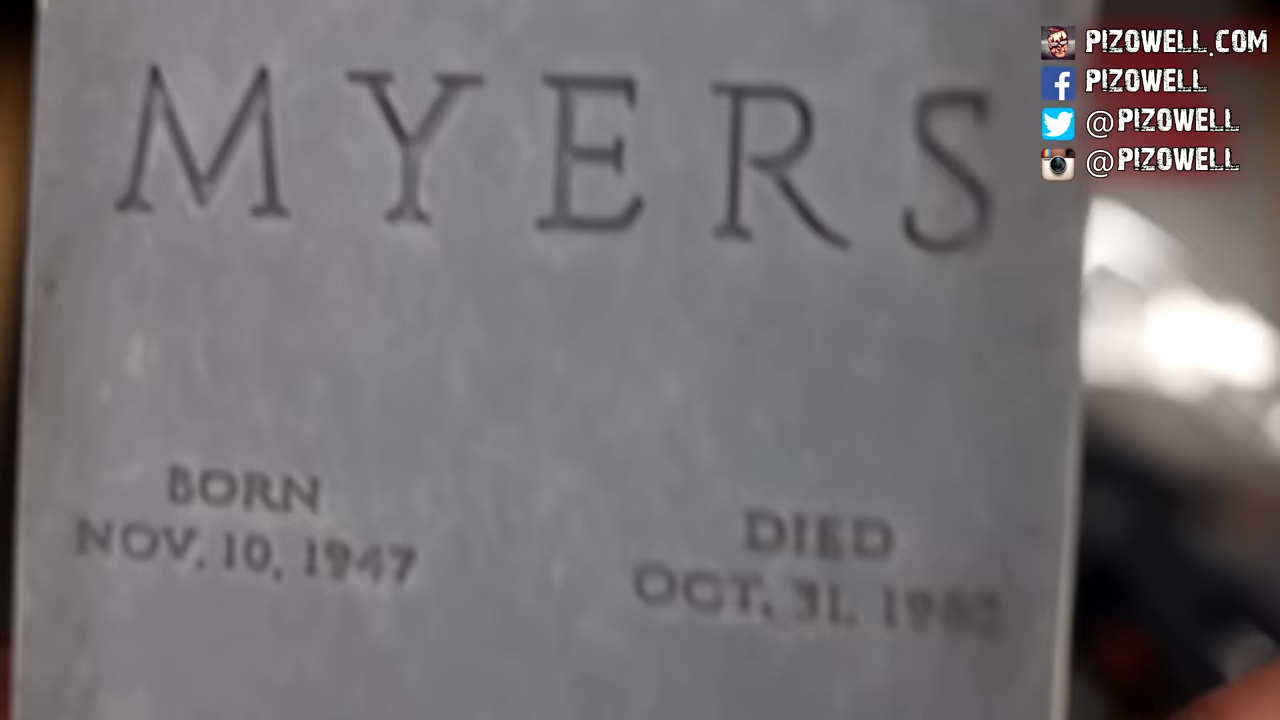 MYERS
BORN
NOV. 10, 1947
DIED
OCT. 31, 
PIZOWELL.COM
PIZOWELL
@PIZOWELL
@PIZOWELL